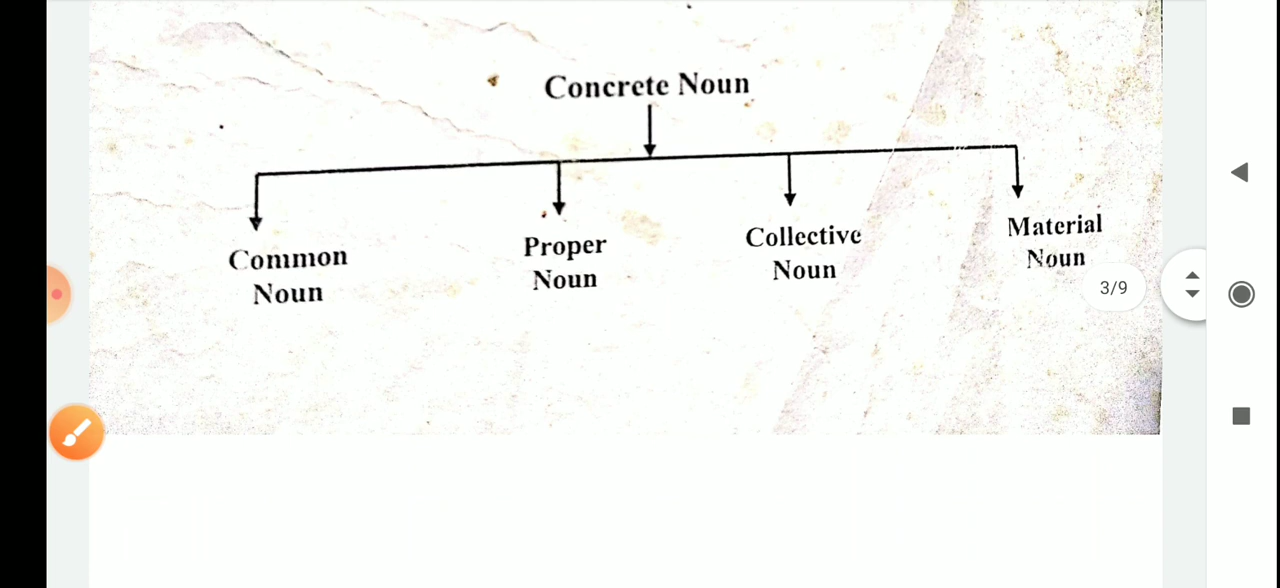 Concrete Noun
Common
Noun
Proper
Noun
Collective
Noun
Material
Noun
3/9